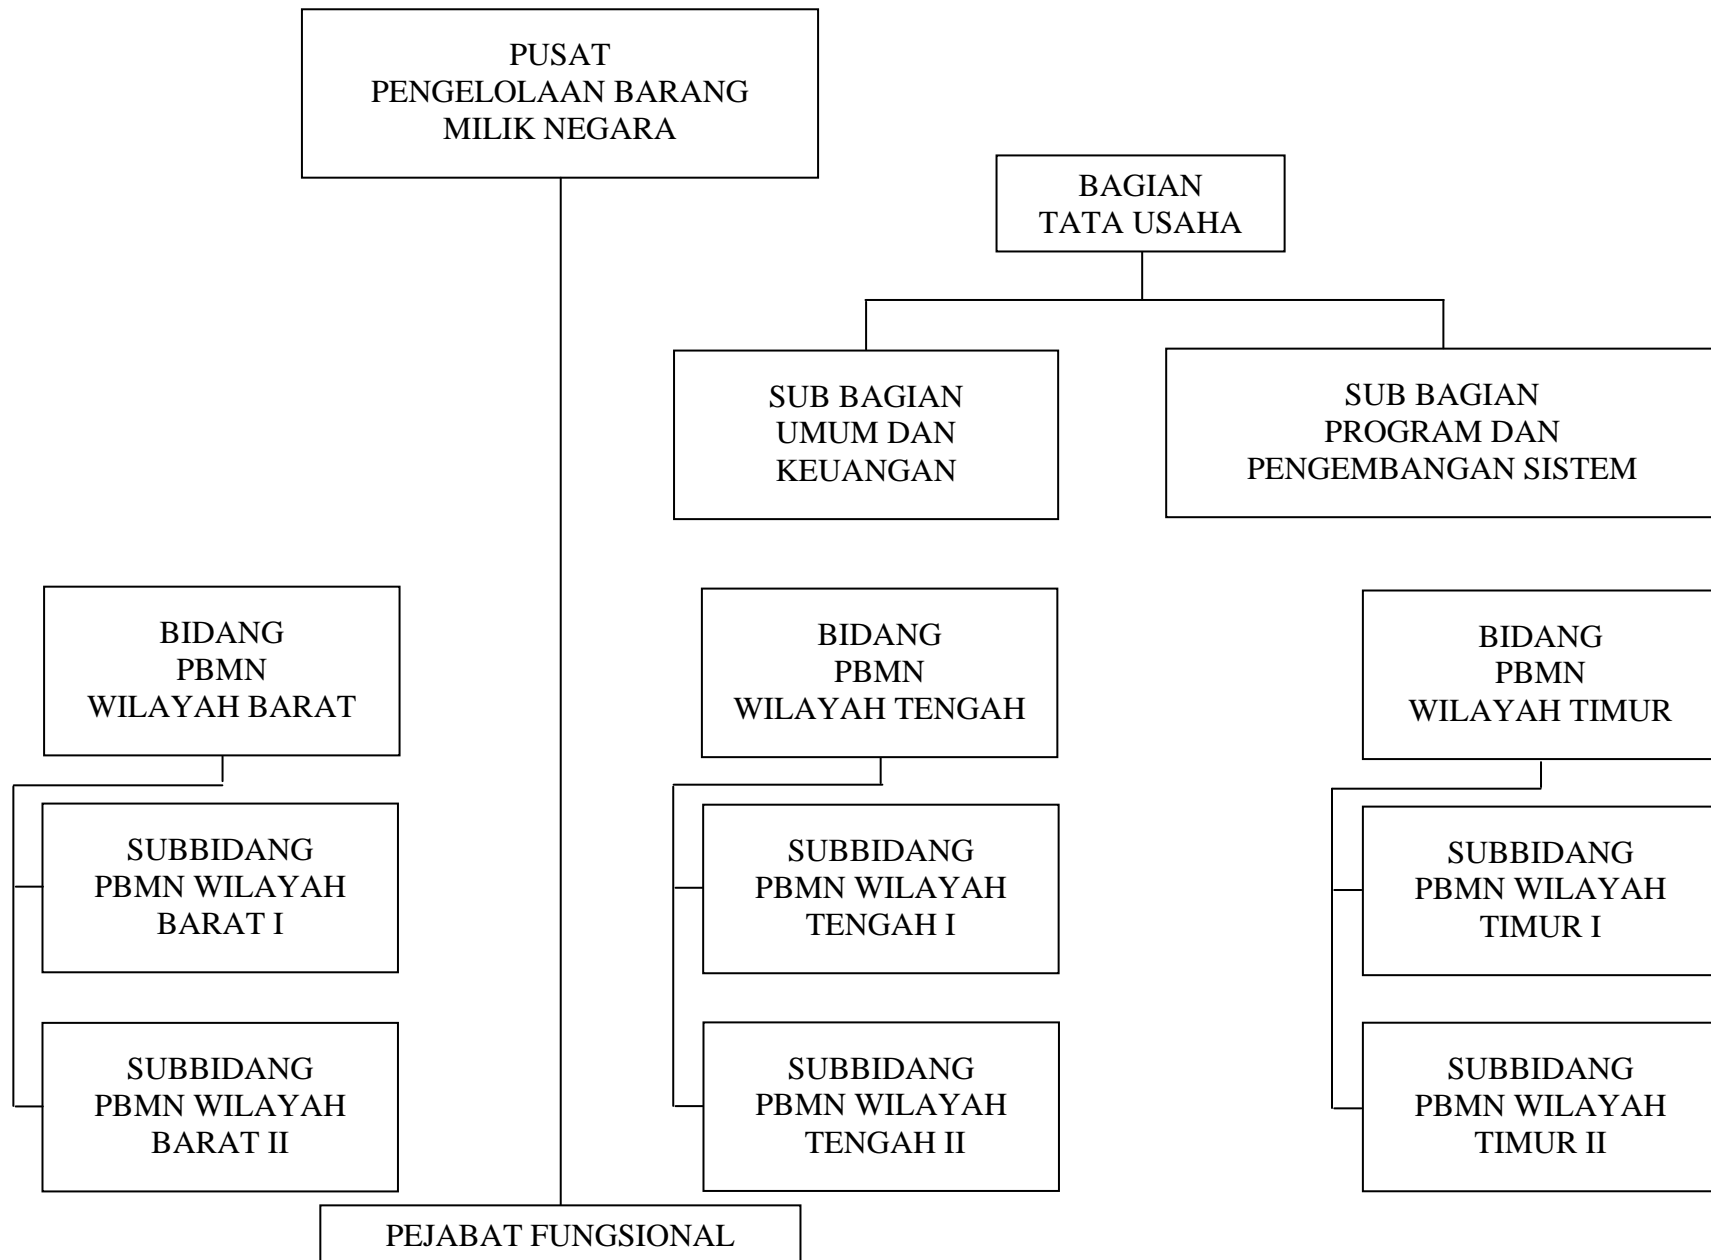 PUSAT
PENGELOLAAN BARANG
MILIK NEGARA
BAGIAN
TATA USAHA
SUB BAGIAN
UMUM DAN
KEUANGAN
SUB BAGIAN
PROGRAM DAN
PENGEMBANGAN SISTEM
BIDANG
PBMN
WILAYAH BARAT
BIDANG
PBMN
WILAYAH TENGAH
BIDANG
PBMN
WILAYAH TIMUR
SUBBIDANG
PBMN WILAYAH
BARAT I
SUBBIDANG
PBMN WILAYAH
TENGAH I
SUBBIDANG
PBMN WILAYAH
TIMUR I
SUBBIDANG
PBMN WILAYAH
BARAT II
SUBBIDANG
PBMN WILAYAH
TENGAH II
SUBBIDANG
PBMN WILAYAH
TIMUR II
PEJABAT FUNGSIONAL